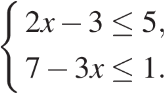 2x − 3 ≤ 5,
7 − 3x ≤ 1.